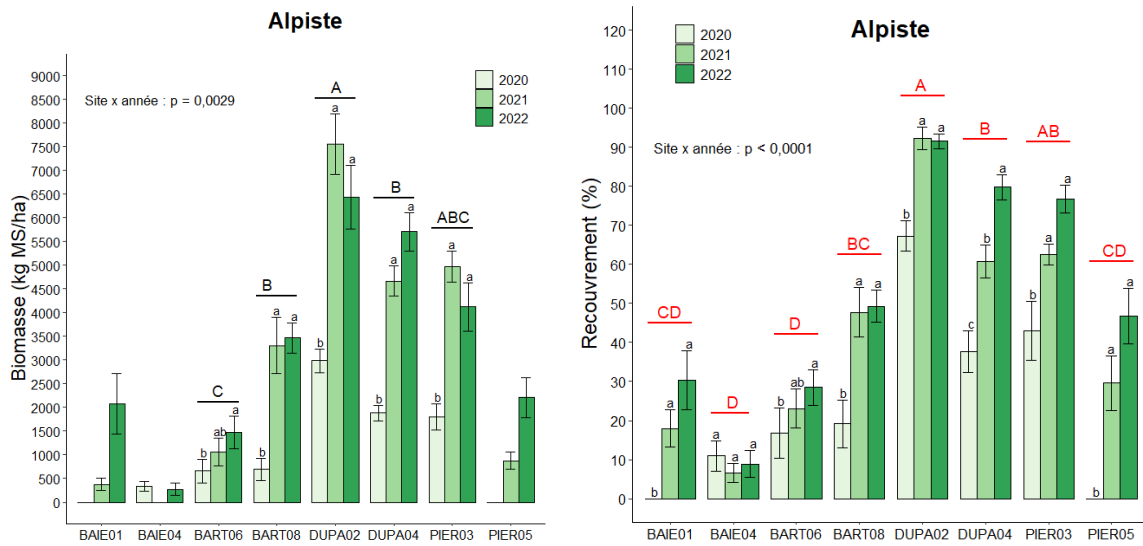 Alpiste
Biomasse (kg MS/ha)
9000
8500
8000
7500
7000
6500
6000
5500
5000
4500
4000
3500
3000
2500
2000
1500
1000
500
0
Site x année : p = 0,0029
2020
2021
2022
C
b
ab
a
B
b
a
a
A
b
a
a
B
b
a
a
ABC
b
a
a
BAIE01
BAIE04
BART06
BART08
DUPA02
DUPA04
PIER03
PIER05
Alpiste
Recouvrement (%)
120
110
100
90
80
70
60
50
40
30
20
10
0
2020
2021
2022
Site x année : p < 0,0001
CD
b
a
a
D
a
a
a
D
b
ab
a
BC
b
a
a
A
b
a
a
B
c
b
a
AB
b
a
a
CD
b
a
a
BAIE01
BAIE04
BART06
BART08
DUPA02
DUPA04
PIER03
PIER05